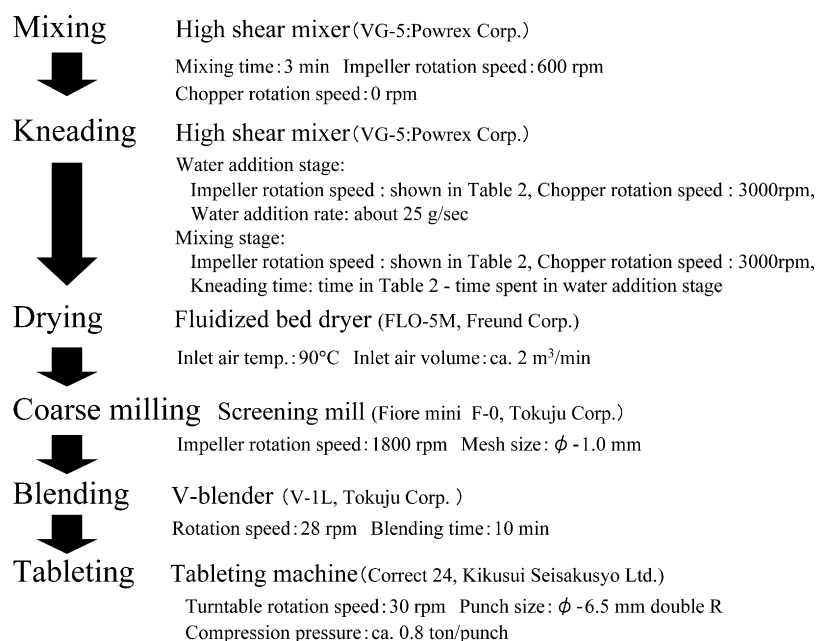 Mixing High shear mixer(VG-5:Powrex Corp.)
Mixing time:3 min Impeller rotation speed:600 rpm
Chopper rotation speed:0 rpm
Kneading High shear mixer(VG-5:Powrex Corp.)
Water addition stage:
Impeller rotation speed : shown in Table 2, Chopper rotation speed : 3000rpm,
Water addition rate: about 25 g/sec
Mixing stage:
Impeller rotation speed : shown in Table 2, Chopper rotation speed : 3000rpm,
Kneading time: time in Table 2 - time spent in water addition stage
Drying Fluidized bed dryer (FLO-5M, Freund Corp.)
Inlet air temp.:90°C Inlet air volume:ca. 2 m³/min
Coarse milling Screening mill (Fiore mini F-0, Tokuju Corp.)
Impeller rotation speed:1800 rpm Mesh size: ϕ -1.0 mm
Blending V-blender (V-1L, Tokuju Corp. )
Rotation speed:28 rpm Blending time:10 min
Tableting Tableting machine(Correct 24, Kikusui Seisakusyo Ltd.)
Turntable rotation speed:30 rpm Punch size: ϕ -6.5 mm double R
Compression pressure:ca. 0.8 ton/punch